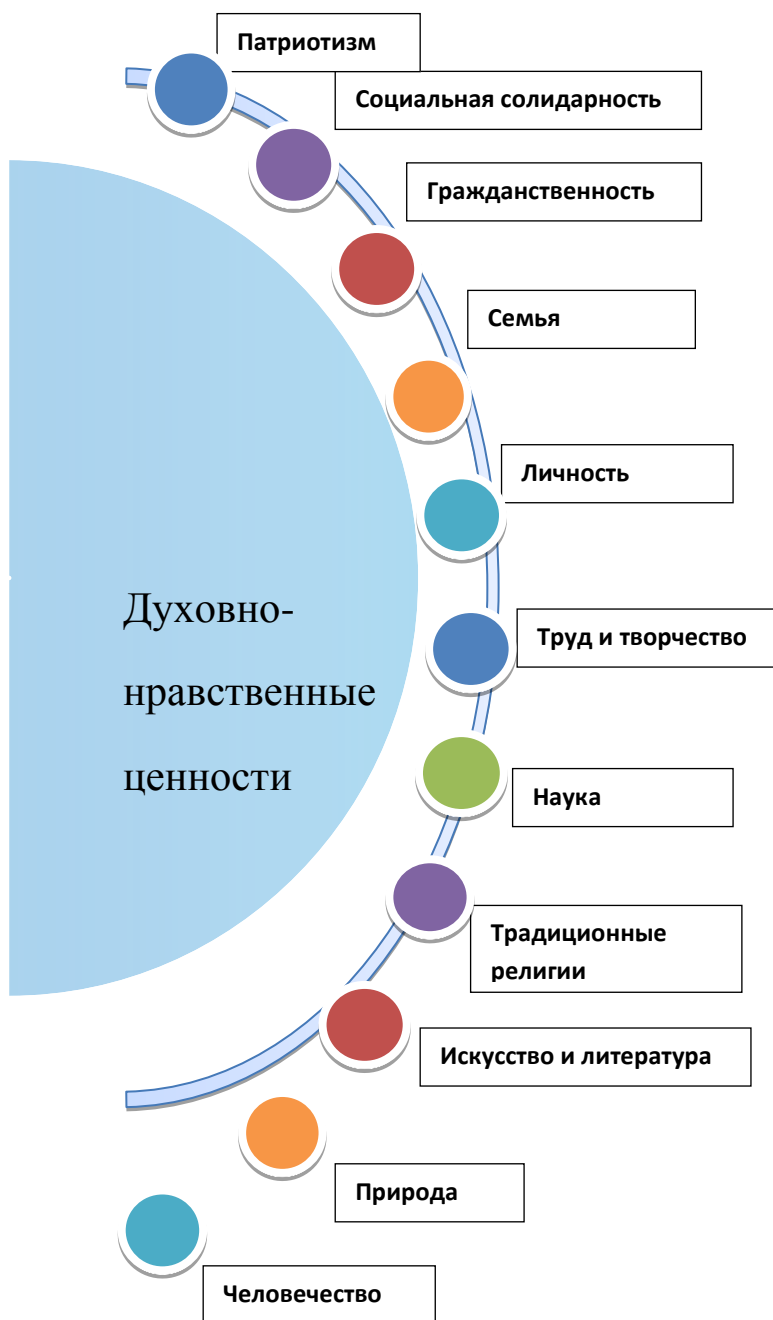 Патриотизм
Социальная солидарность
Гражданственность
Семья
Личность
Духовно-
нравственные
ценности
Труд и творчество
Наука
Традиционные
религии
Искусство и литература
Природа
Человечество